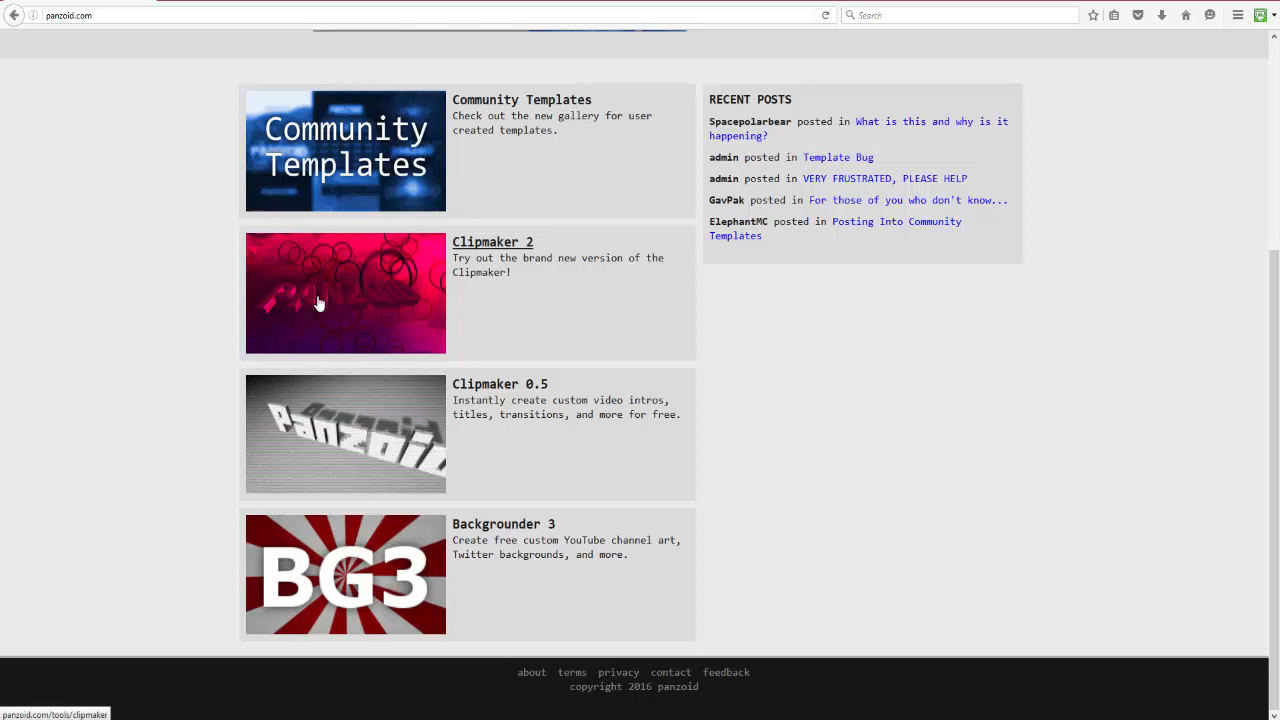 panzoid.com
Search
Community
Templates
Community Templates
Check out the new gallery for user
created templates.
Clipmaker 2
Try out the brand new version of the
Clipmaker!
Panzoid
Clipmaker 0.5
Instantly create custom video intros,
titles, transitions, and more for free.
BG3
Backgrounder 3
Create free custom YouTube channel art,
Twitter backgrounds, and more.
RECENT POSTS
Spacepolarbear posted in What is this and why is it
happening?
admin posted in Template Bug
admin posted in VERY FRUSTRATED, PLEASE HELP
GavPak posted in For those of you who don't know...
ElephantMC posted in Posting Into Community
Templates
about terms privacy contact feedback
copyright 2016 panzoid
panzoid.com/tools/clipmaker